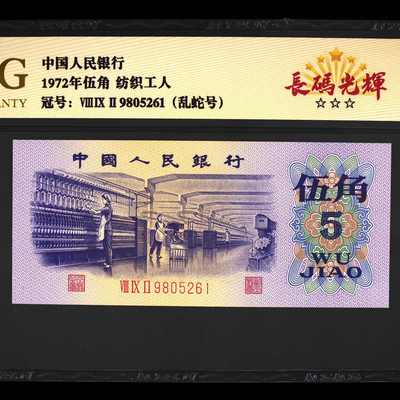 G
NTY
中国人民银行
1972年伍角 纺织工人
冠号：ⅧⅨⅡ9805261（乱蛇号）
長碼光輝
中國人民銀行
伍角
5
WU
JIAO
ⅧⅨⅡ9805261